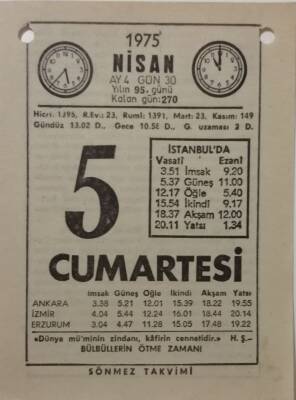 1975
NİSAN
AY 4 GÜN 30
Yılın 95. günü
Kalan gün: 270
Hicri: 1395, R.Ev.: 23, Rumî: 1391, Mart: 23, Kasım: 149
Gündüz 13.02 D., Gece 10.58 D., G. uzaması 2 D.
5
İSTANBUL'DA
Vasatî Ezanî
3.51 İmsak 9.20
5.37 Güneş 11.00
12.17 Öğle 5.40
15.54 İkindi 9.17
18.37 Akşam 12.00
20.11 Yatsı 1.34
CUMARTESİ
imsak Güneş Öğle İkindi Akşam Yatsı
ANKARA 3.38 5.21 12.01 15.39 18.22 19.55
İZMİR 4.04 5.44 12.24 16.01 18.44 20.14
ERZURUM 3.04 4.47 11.28 15.05 17.48 19.22
«Dünya mü'minin zindanı, kâfirin cennetidir.» H. Ş.—
BÜLBÜLLERİN ÖTME ZAMANI
SÖNMEZ TAKVİMİ